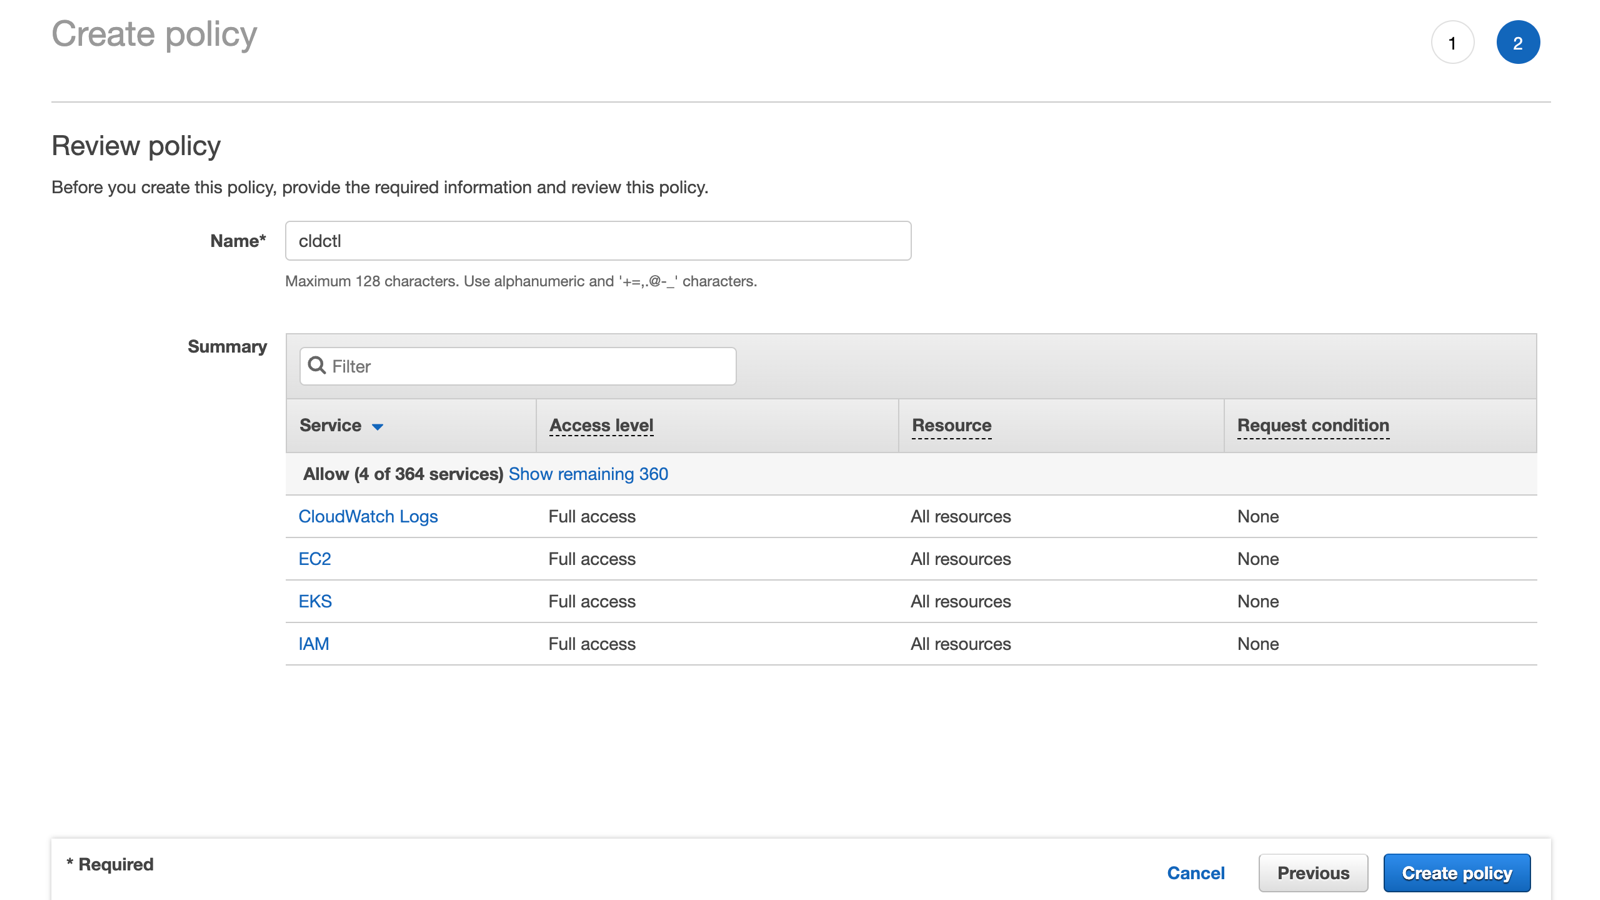 Create policy
1
2
Review policy
Before you create this policy, provide the required information and review this policy.
Name*
cldctl
Maximum 128 characters. Use alphanumeric and '+=,.@-_' characters.
Summary
Filter
Service Access level Resource Request condition
Allow (4 of 364 services) Show remaining 360
CloudWatch Logs Full access All resources None
EC2 Full access All resources None
EKS Full access All resources None
IAM Full access All resources None
* Required
Cancel Previous Create policy